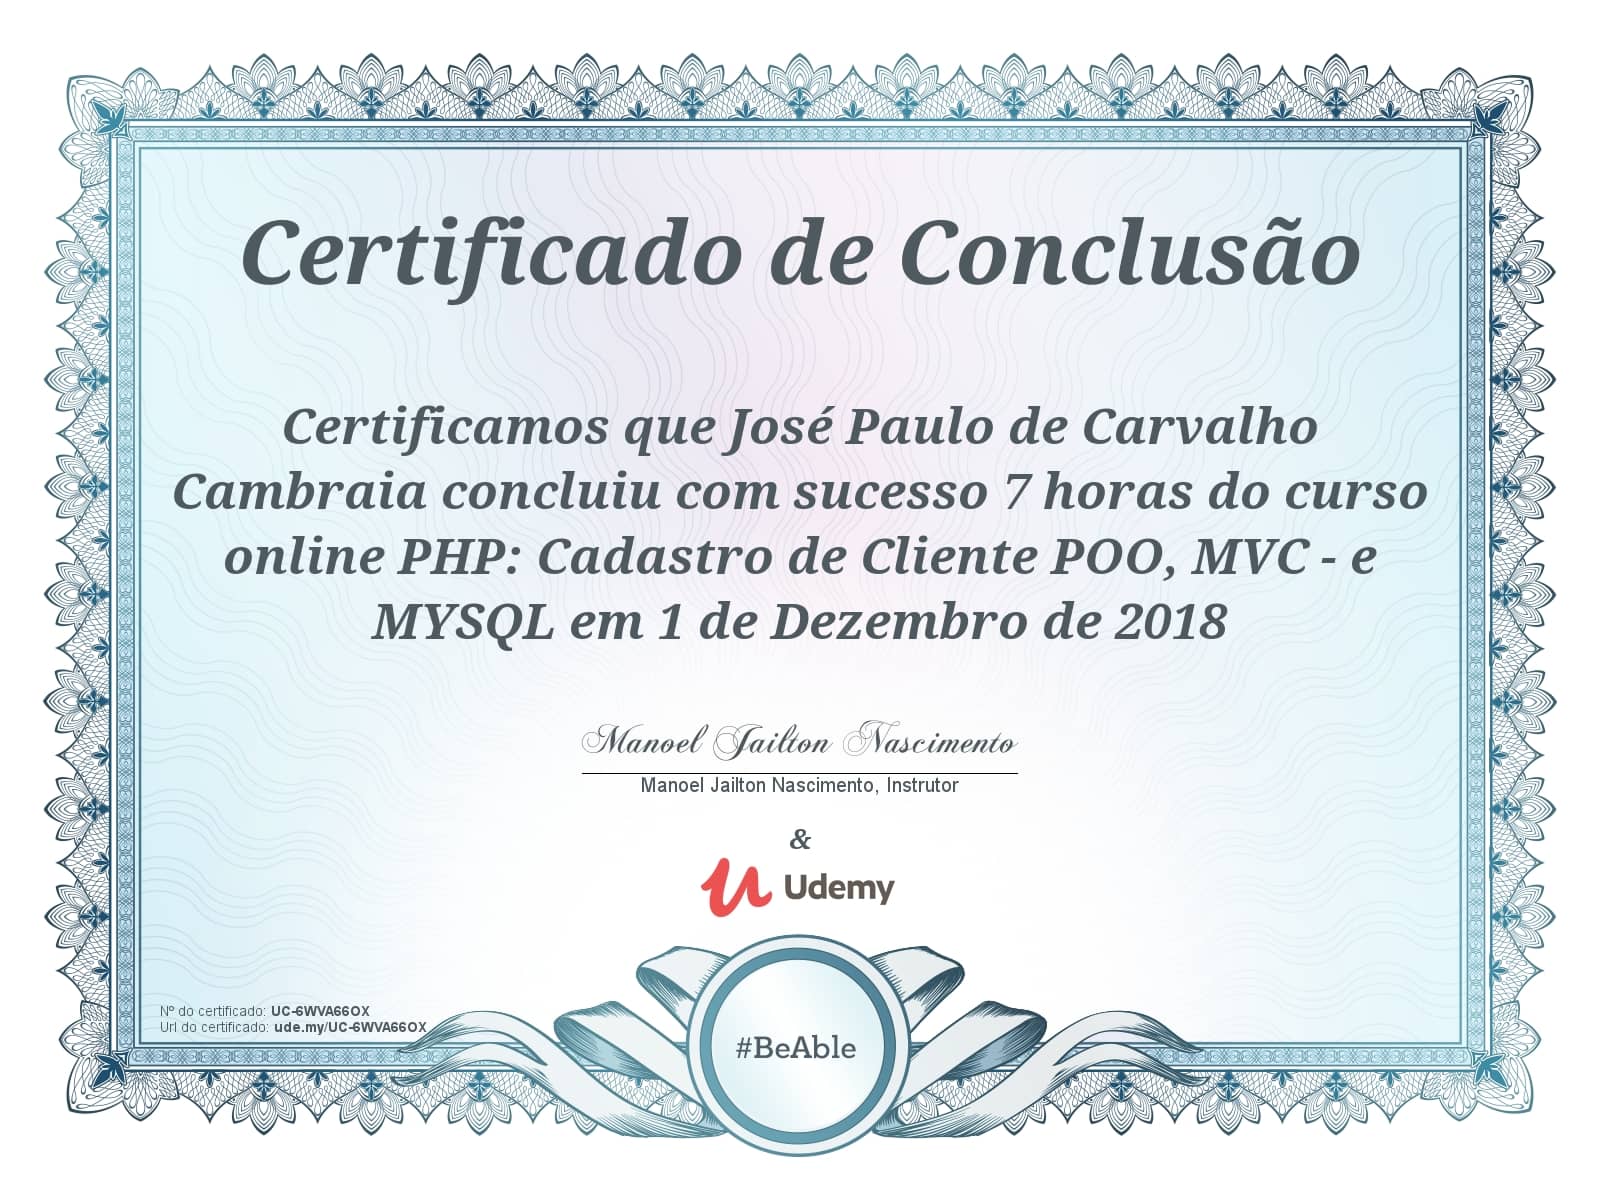 Certificado de Conclusão
Certificamos que José Paulo de Carvalho
Cambraia concluiu com sucesso 7 horas do curso
online PHP: Cadastro de Cliente POO, MVC - e
MYSQL em 1 de Dezembro de 2018
Manoel Jailton Nascimento
Manoel Jailton Nascimento, Instrutor
&
Udemy
Nº do certificado: UC-6WVA66OX
Url do certificado: ude.my/UC-6WVA66OX
#BeAble